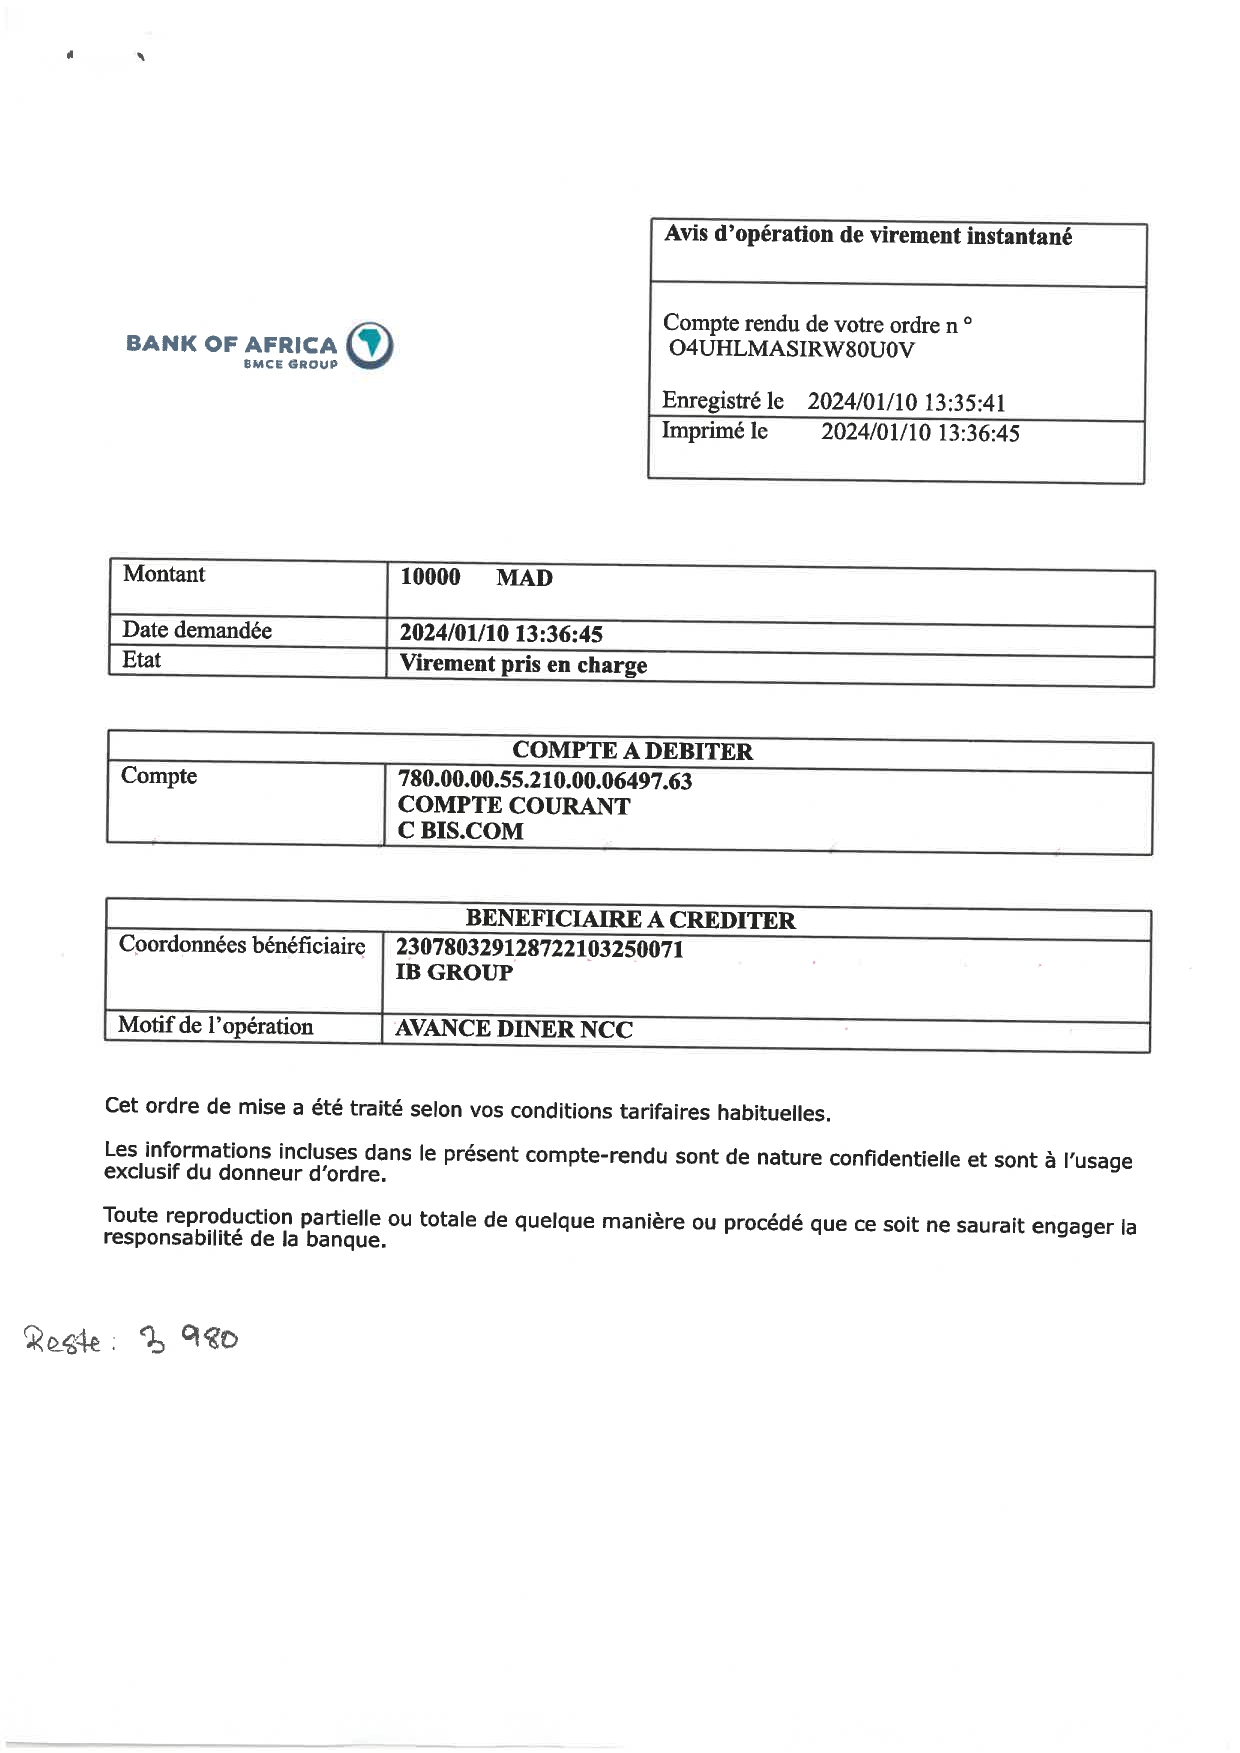 Avis d'opération de virement instantané
BANK OF AFRICA
BMCE GROUP
Compte rendu de votre ordre n °
O4UHLMASIRW80U0V
Enregistré le 2024/01/10 13:35:41
Imprimé le 2024/01/10 13:36:45
Montant 10000 MAD
Date demandée 2024/01/10 13:36:45
Etat Virement pris en charge
COMPTE A DEBITER
Compte 780.00.00.55.210.00.06497.63
COMPTE COURANT
C BIS.COM
BENEFICIAIRE A CREDITER
Coordonnées bénéficiaire 230780329128722103250071
IB GROUP
Motif de l'opération AVANCE DINER NCC
Cet ordre de mise a été traité selon vos conditions tarifaires habituelles.
Les informations incluses dans le présent compte-rendu sont de nature confidentielle et sont à l'usage
exclusif du donneur d'ordre.
Toute reproduction partielle ou totale de quelque manière ou procédé que ce soit ne saurait engager la
responsabilité de la banque.
Reste : 3 980